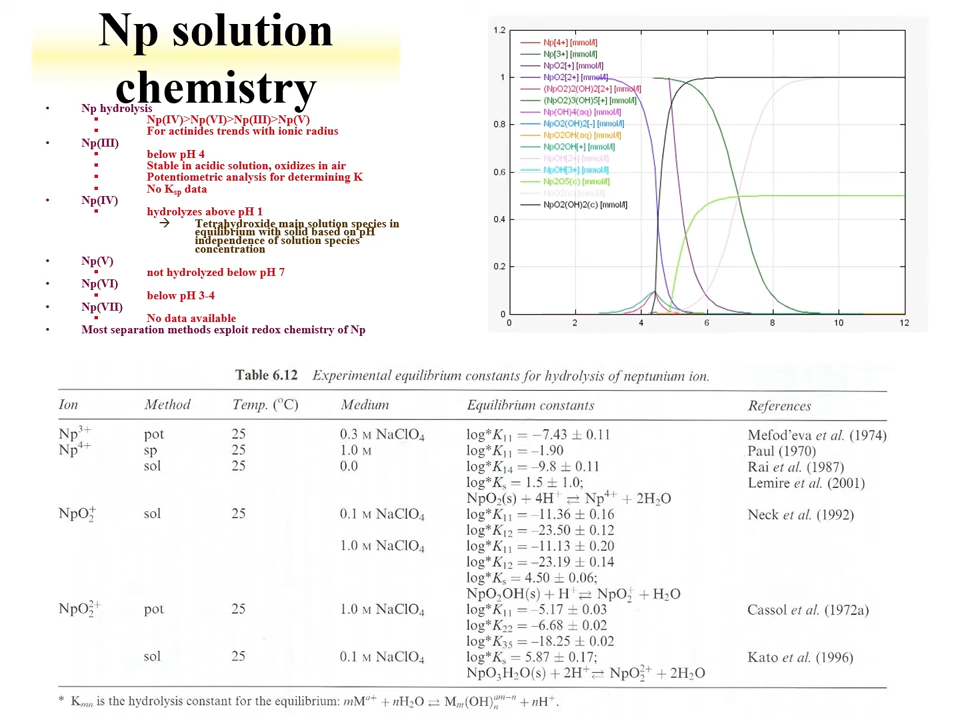 Np solution
chemistry
• Np hydrolysis
▪ Np(IV)>Np(VI)>Np(III)>Np(V)
▪ For actinides trends with ionic radius
• Np(III)
▪ below pH 4
▪ Stable in acidic solution, oxidizes in air
▪ Potentiometric analysis for determining K
▪ No Ksp data
• Np(IV)
▪ hydrolyzes above pH 1
→ Tetrahydroxide main solution species in
equilibrium with solid based on pH
independence of solution species
concentration
• Np(V)
▪ not hydrolyzed below pH 7
• Np(VI)
▪ below pH 3-4
• Np(VII)
▪ No data available
• Most separation methods exploit redox chemistry of Np
1.2
1
0.8
0.6
0.4
0.2
0
0 2 4 6 8 10 12
Np[4+] [mmol/l]
Np[3+] [mmol/l]
NpO2[+] [mmol/l]
NpO2[2+] [mmol/l]
(NpO2)2(OH)2[2+] [mmol/l]
(NpO2)3(OH)5[+] [mmol/l]
Np(OH)4(aq) [mmol/l]
NpO2(OH)2[-] [mmol/l]
NpO2OH(aq) [mmol/l]
NpO2OH[+] [mmol/l]
NpOH[2+] [mmol/l]
NpOH[3+] [mmol/l]
Np2O5(c) [mmol/l]
[mmol/l]
NpO2(OH)2(c) [mmol/l]
Table 6.12 Experimental equilibrium constants for hydrolysis of neptunium ion.
Ion Method Temp. (°C) Medium Equilibrium constants References
Np³⁺ pot 25 0.3 M NaClO₄ log*K₁₁ = −7.43 ± 0.11 Mefod'eva et al. (1974)
Np⁴⁺ sp 25 1.0 M log*K₁₁ = −1.90 Paul (1970)
sol 25 0.0 log*K₁₄ = −9.8 ± 0.11 Rai et al. (1987)
log*Kₛ = 1.5 ± 1.0; Lemire et al. (2001)
NpO₂(s) + 4H⁺ ⇌ Np⁴⁺ + 2H₂O
NpO₂⁺ sol 25 0.1 M NaClO₄ log*K₁₁ = −11.36 ± 0.16 Neck et al. (1992)
log*K₁₂ = −23.50 ± 0.12
1.0 M NaClO₄ log*K₁₁ = −11.13 ± 0.20
log*K₁₂ = −23.19 ± 0.14
log*Kₛ = 4.50 ± 0.06;
NpO₂OH(s) + H⁺ ⇌ NpO₂⁺ + H₂O
NpO₂²⁺ pot 25 1.0 M NaClO₄ log*K₁₁ = −5.17 ± 0.03 Cassol et al. (1972a)
log*K₂₂ = −6.68 ± 0.02
log*K₃₅ = −18.25 ± 0.02
sol 25 0.1 M NaClO₄ log*Kₛ = 5.87 ± 0.17; Kato et al. (1996)
NpO₃H₂O(s) + 2H⁺ ⇌ NpO₂²⁺ + 2H₂O
* Kₘₙ is the hydrolysis constant for the equilibrium: mMᵃ⁺ + nH₂O ⇌ Mₘ(OH)ₙᵃᵐ⁻ⁿ + nH⁺.